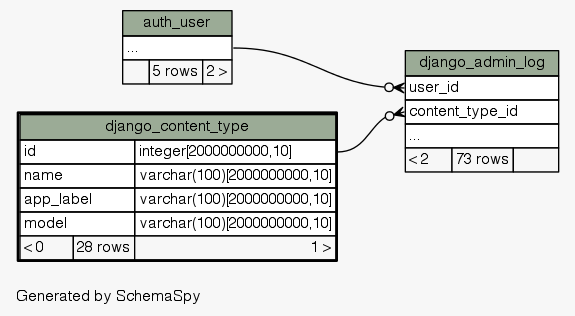 auth_user
...
5 rows 2 >
django_admin_log
user_id
content_type_id
...
< 2 73 rows
django_content_type
id integer[2000000000,10]
name varchar(100)[2000000000,10]
app_label varchar(100)[2000000000,10]
model varchar(100)[2000000000,10]
< 0 28 rows 1 >
Generated by SchemaSpy